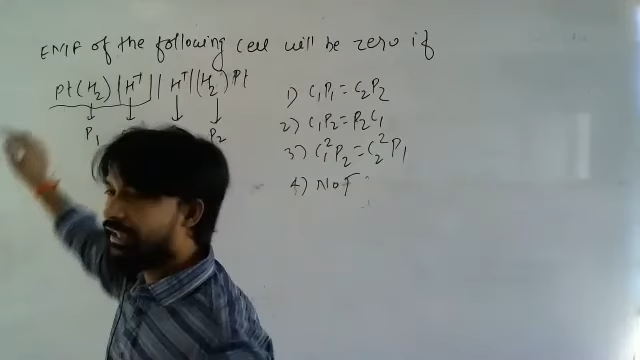 EMF of the following cell will be zero if
Pt(H₂) | H⁺ || H⁺ | (H₂) Pt
P₁ P₂
1) C₁P₁ = C₂P₂
2) C₁P₂ = P₂C₁
3) C₁²P₂ = C₂²P₁
4) NOT